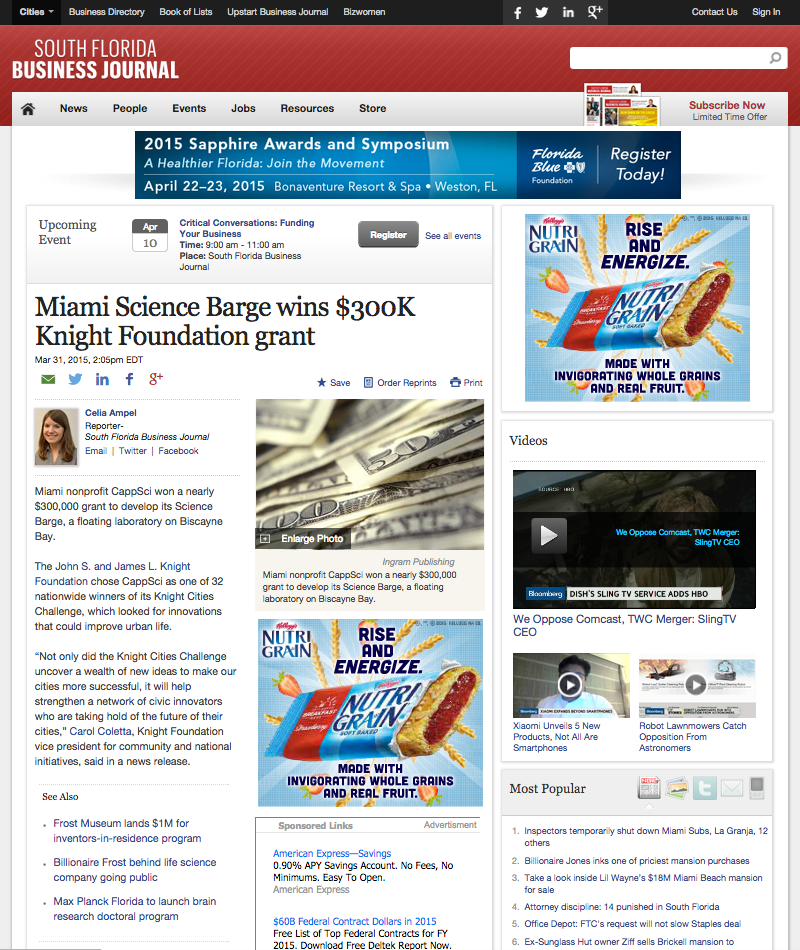 Cities
Business Directory
Book of Lists
Upstart Business Journal
Bizwomen
Contact Us
Sign In
SOUTH FLORIDA
BUSINESS JOURNAL
News
People
Events
Jobs
Resources
Store
Subscribe Now
Limited Time Offer
2015 Sapphire Awards and Symposium
A Healthier Florida: Join the Movement
April 22–23, 2015 Bonaventure Resort & Spa • Weston, FL
Florida
Blue
Foundation
Register
Today!
Upcoming
Event
Apr
10
Critical Conversations: Funding
Your Business
Time: 9:00 am - 11:00 am
Place: South Florida Business
Journal
Register
See all events
Miami Science Barge wins $300K
Knight Foundation grant
Mar 31, 2015, 2:05pm EDT
Save
Order Reprints
Print
Celia Ampel
Reporter-
South Florida Business Journal
Email | Twitter | Facebook
Miami nonprofit CappSci won a nearly
$300,000 grant to develop its Science
Barge, a floating laboratory on Biscayne
Bay.
The John S. and James L. Knight
Foundation chose CappSci as one of 32
nationwide winners of its Knight Cities
Challenge, which looked for innovations
that could improve urban life.
“Not only did the Knight Cities Challenge
uncover a wealth of new ideas to make our
cities more successful, it will help
strengthen a network of civic innovators
who are taking hold of the future of their
cities,” Carol Coletta, Knight Foundation
vice president for community and national
initiatives, said in a news release.
See Also
Frost Museum lands $1M for
inventors-in-residence program
Billionaire Frost behind life science
company going public
Max Planck Florida to launch brain
research doctoral program
50
Enlarge Photo
Ingram Publishing
Miami nonprofit CappSci won a nearly $300,000
grant to develop its Science Barge, a floating
laboratory on Biscayne Bay.
Kellogg's
NUTRI
GRAIN
RISE
AND
ENERGIZE.
BREAKFAST
Strawberry
NUTRI
GRAIN
SOFT BAKED
MADE WITH
INVIGORATING WHOLE GRAINS
AND REAL FRUIT.
Sponsored Links
Advertisment
American Express—Savings
0.90% APY Savings Account. No Fees, No
Minimums. Easy To Open.
American Express
$60B Federal Contract Dollars in 2015
Free List of Top Federal Contracts for FY
2015. Download Free Deltek Report Now.
Kellogg's
NUTRI
GRAIN
RISE
AND
ENERGIZE.
BREAKFAST
Strawberry
NUTRI
GRAIN
SOFT BAKED
MADE WITH
INVIGORATING WHOLE GRAINS
AND REAL FRUIT.
Videos
SOURCE: HBO
We Oppose Comcast, TWC Merger:
SlingTV CEO
Bloomberg
DISH'S SLING TV SERVICE ADDS HBO
We Oppose Comcast, TWC Merger: SlingTV
CEO
Bloomberg XIAOMI EXPANDS BEYOND SMARTPHONES
Xiaomi Unveils 5 New
Products, Not All Are
Smartphones
Robot Lawnmowers Catch
Opposition From
Astronomers
Most Popular
1. Inspectors temporarily shut down Miami Subs, La Granja, 12
others
2. Billionaire Jones inks one of priciest mansion purchases
3. Take a look inside Lil Wayne's $18M Miami Beach mansion
for sale
4. Attorney discipline: 14 punished in South Florida
5. Office Depot: FTC's request will not slow Staples deal
6. Ex-Sunglass Hut owner Ziff sells Brickell mansion to